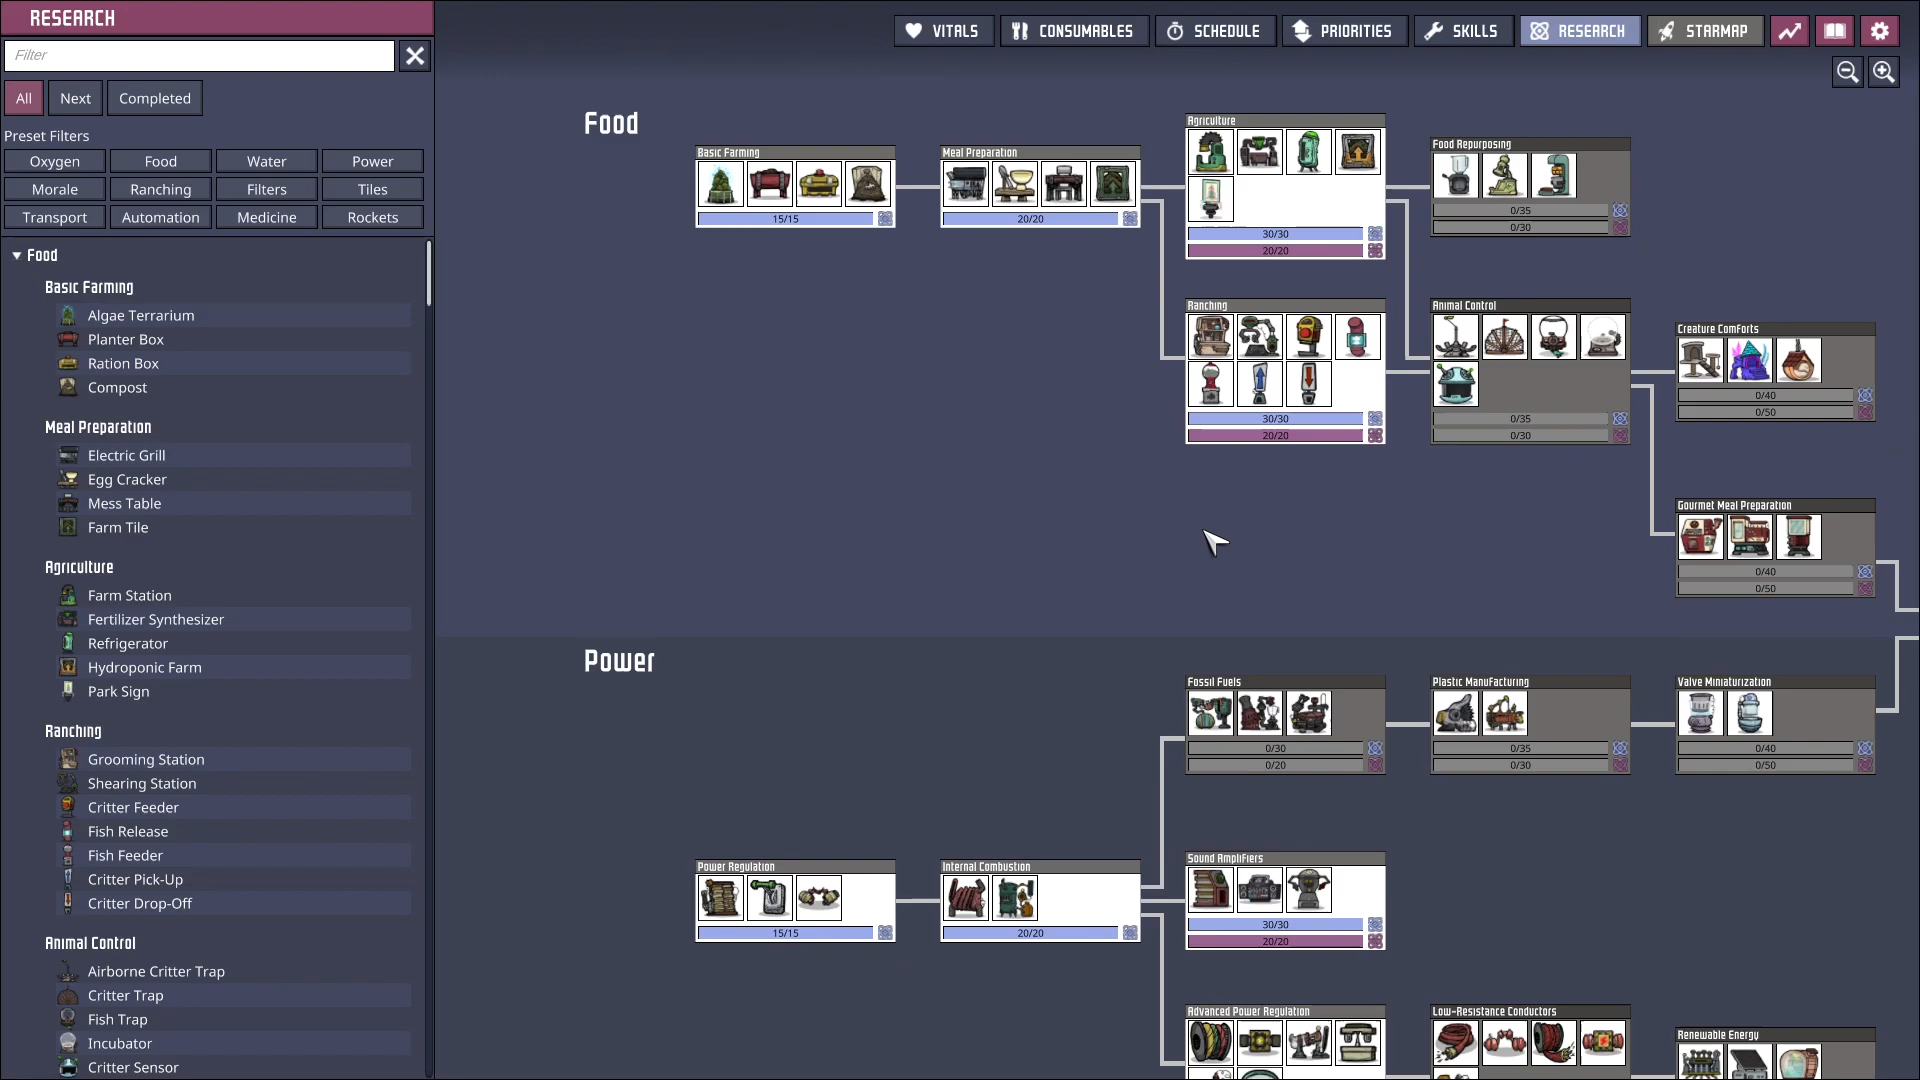 RESEARCH
VITALS
CONSUMABLES
SCHEDULE
PRIORITIES
SKILLS
RESEARCH
STARMAP
Filter
All
Next
Completed
Preset Filters
Oxygen
Food
Water
Power
Morale
Ranching
Filters
Tiles
Transport
Automation
Medicine
Rockets
Food
Basic Farming
Algae Terrarium
Planter Box
Ration Box
Compost
Meal Preparation
Electric Grill
Egg Cracker
Mess Table
Farm Tile
Agriculture
Farm Station
Fertilizer Synthesizer
Refrigerator
Hydroponic Farm
Park Sign
Ranching
Grooming Station
Shearing Station
Critter Feeder
Fish Release
Fish Feeder
Critter Pick-Up
Critter Drop-Off
Animal Control
Airborne Critter Trap
Critter Trap
Fish Trap
Incubator
Critter Sensor
Food
Basic Farming
15/15
Meal Preparation
20/20
Agriculture
30/30
20/20
Food Repurposing
0/35
0/30
Ranching
30/30
20/20
Animal Control
0/35
0/30
Creature Comforts
0/40
0/50
Gourmet Meal Preparation
0/40
0/50
Power
Fossil Fuels
0/30
0/20
Plastic Manufacturing
0/35
0/30
Valve Miniaturization
0/40
0/50
Power Regulation
15/15
Internal Combustion
20/20
Sound Amplifiers
30/30
20/20
Advanced Power Regulation
Low-Resistance Conductors
Renewable Energy